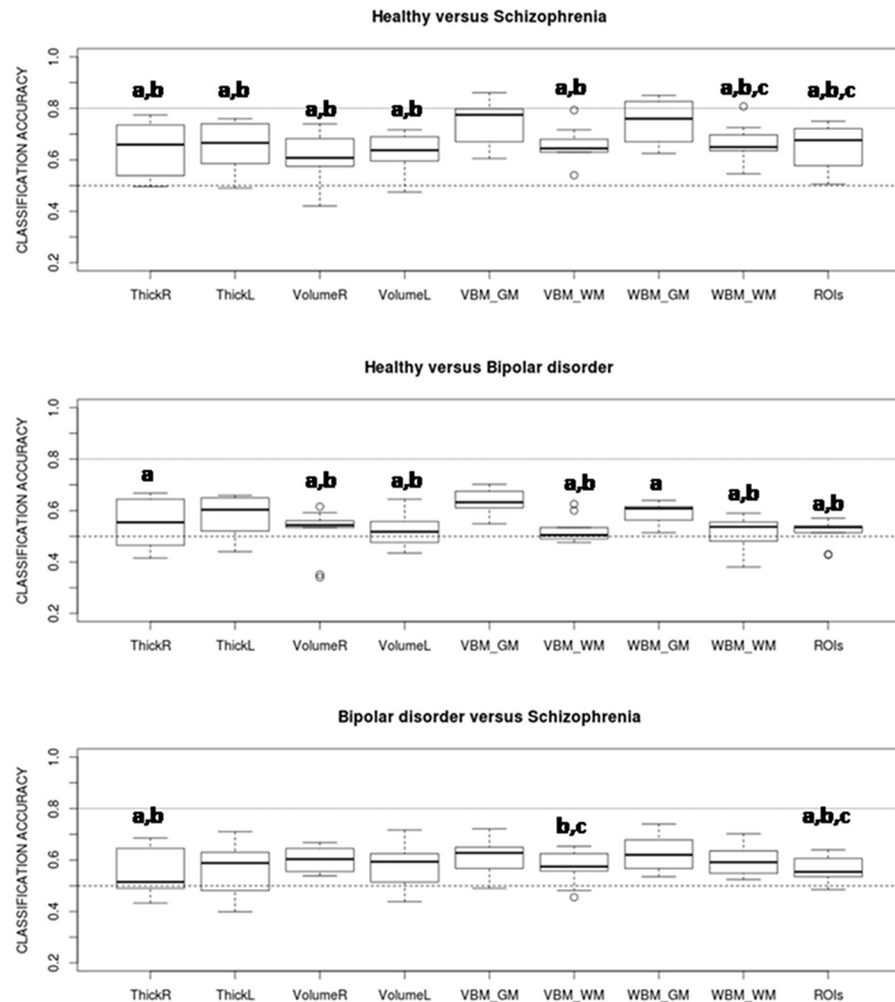 Healthy versus Schizophrenia
CLASSIFICATION ACCURACY
1.0
0.8
0.6
0.4
0.2
a,b a,b a,b a,b a,b a,b,c a,b,c
ThickR ThickL VolumeR VolumeL VBM_GM VBM_WM WBM_GM WBM_WM ROIs
Healthy versus Bipolar disorder
CLASSIFICATION ACCURACY
1.0
0.8
0.6
0.4
0.2
a a,b a,b a,b a a,b a,b
ThickR ThickL VolumeR VolumeL VBM_GM VBM_WM WBM_GM WBM_WM ROIs
Bipolar disorder versus Schizophrenia
CLASSIFICATION ACCURACY
1.0
0.8
0.6
0.4
0.2
a,b b,c a,b,c
ThickR ThickL VolumeR VolumeL VBM_GM VBM_WM WBM_GM WBM_WM ROIs